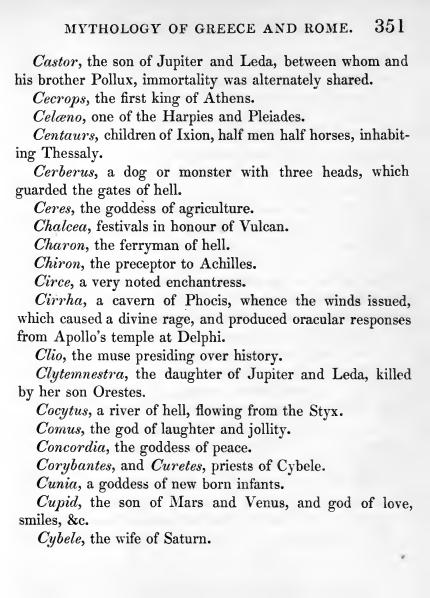 MYTHOLOGY OF GREECE AND ROME. 351
Castor, the son of Jupiter and Leda, between whom and
his brother Pollux, immortality was alternately shared.
Cecrops, the first king of Athens.
Celæno, one of the Harpies and Pleiades.
Centaurs, children of Ixion, half men half horses, inhabit-
ing Thessaly.
Cerberus, a dog or monster with three heads, which
guarded the gates of hell.
Ceres, the goddess of agriculture.
Chalcea, festivals in honour of Vulcan.
Charon, the ferryman of hell.
Chiron, the preceptor to Achilles.
Circe, a very noted enchantress.
Cirrha, a cavern of Phocis, whence the winds issued,
which caused a divine rage, and produced oracular responses
from Apollo's temple at Delphi.
Clio, the muse presiding over history.
Clytemnestra, the daughter of Jupiter and Leda, killed
by her son Orestes.
Cocytus, a river of hell, flowing from the Styx.
Comus, the god of laughter and jollity.
Concordia, the goddess of peace.
Corybantes, and Curetes, priests of Cybele.
Cunia, a goddess of new born infants.
Cupid, the son of Mars and Venus, and god of love,
smiles, &c.
Cybele, the wife of Saturn.